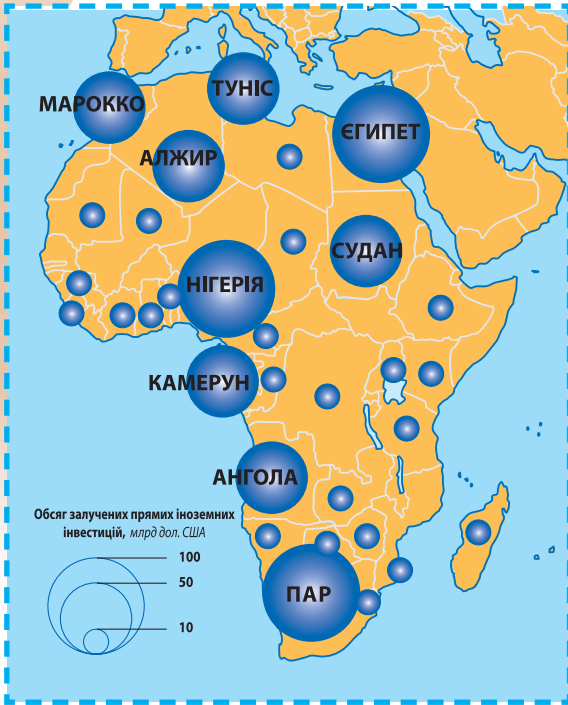 МАРОККО
ТУНІС
ЄГИПЕТ
АЛЖИР
СУДАН
НІГЕРІЯ
КАМЕРУН
АНГОЛА
ПАР
Обсяг залучених прямих іноземних
інвестицій, млрд дол. США
100
50
10